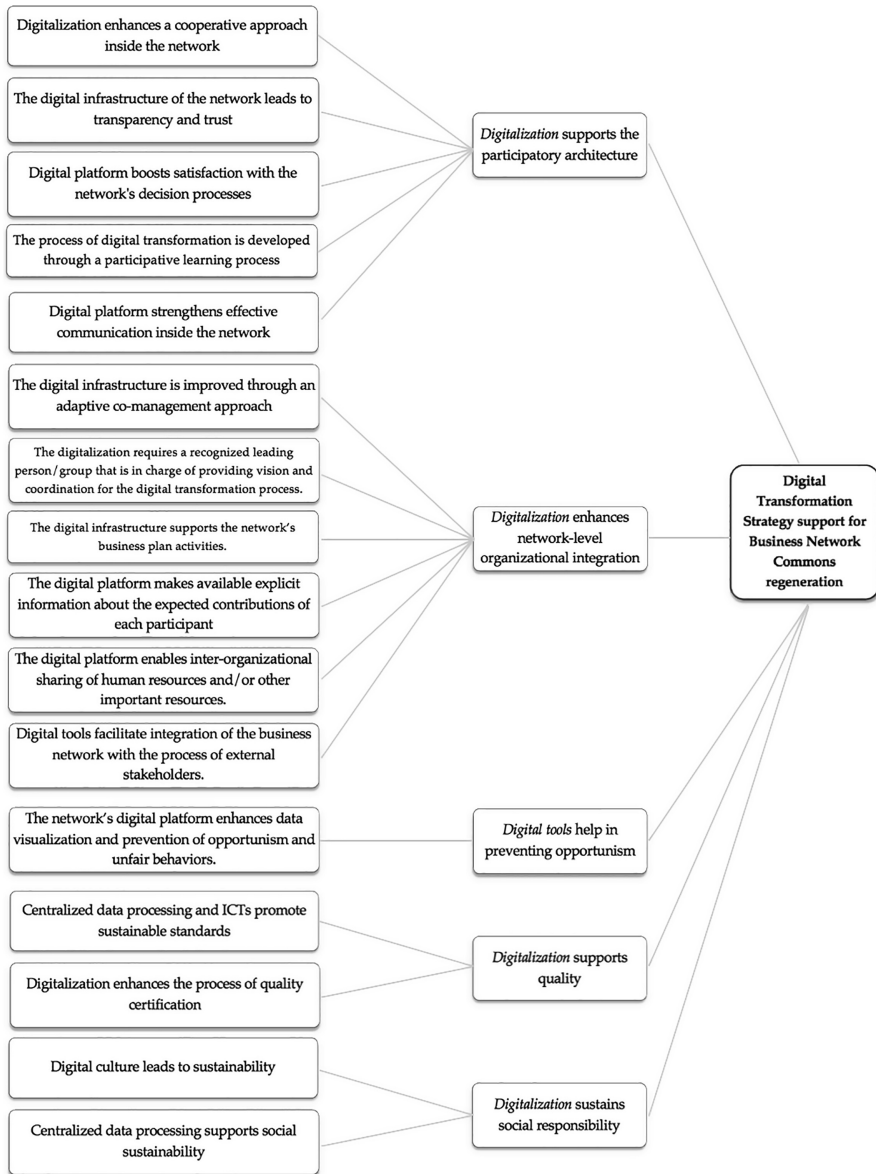 Digitalization enhances a cooperative approach
inside the network
The digital infrastructure of the network leads to
transparency and trust
Digital platform boosts satisfaction with the
network's decision processes
The process of digital transformation is developed
through a participative learning process
Digital platform strengthens effective
communication inside the network
The digital infrastructure is improved through an
adaptive co-management approach
The digitalization requires a recognized leading
person/group that is in charge of providing vision and
coordination for the digital transformation process.
The digital infrastructure supports the network’s
business plan activities.
The digital platform makes available explicit
information about the expected contributions of
each participant
The digital platform enables inter-organizational
sharing of human resources and/or other
important resources.
Digital tools facilitate integration of the business
network with the process of external
stakeholders.
The network’s digital platform enhances data
visualization and prevention of opportunism and
unfair behaviors.
Centralized data processing and ICTs promote
sustainable standards
Digitalization enhances the process of quality
certification
Digital culture leads to sustainability
Centralized data processing supports social
sustainability
Digitalization supports the
participatory architecture
Digitalization enhances
network-level
organizational integration
Digital tools help in
preventing opportunism
Digitalization supports
quality
Digitalization sustains
social responsibility
Digital
Transformation
Strategy support for
Business Network
Commons
regeneration